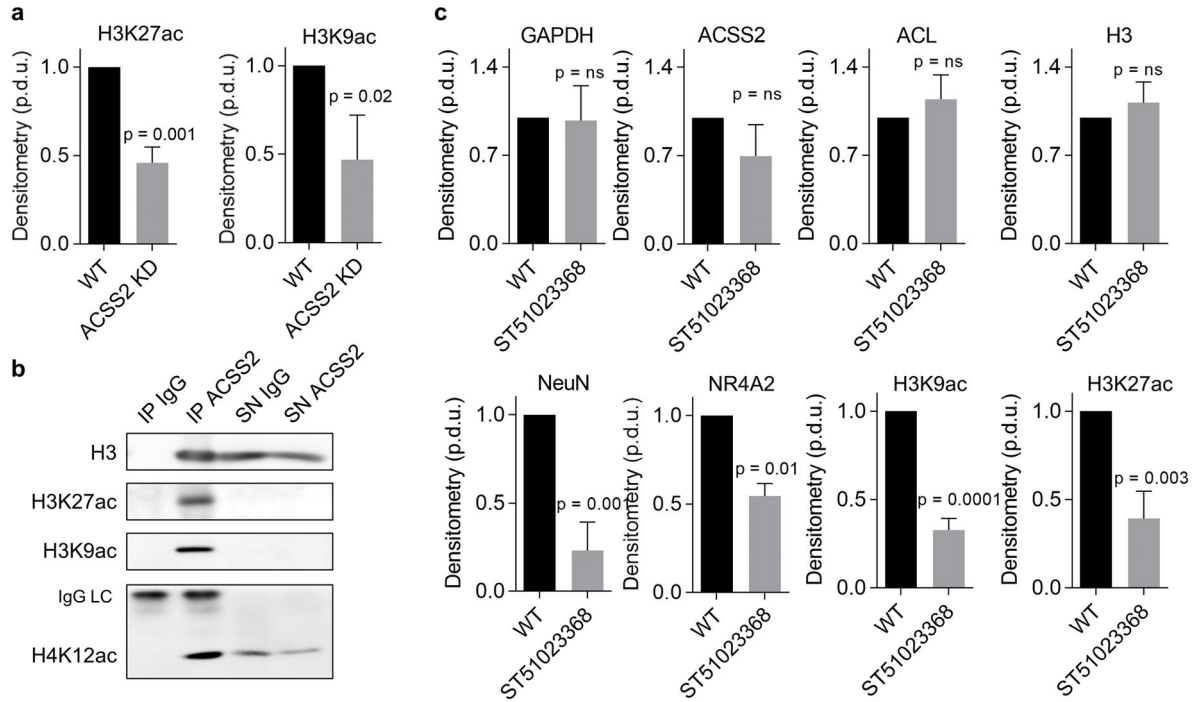 a
H3K27ac
Densitometry (p.d.u.)
1.0
0.5
0.0
p = 0.001
WT
ACSS2 KD
H3K9ac
Densitometry (p.d.u.)
1.0
0.5
0.0
p = 0.02
WT
ACSS2 KD
b
IP IgG
IP ACSS2
SN IgG
SN ACSS2
H3
H3K27ac
H3K9ac
IgG LC
H4K12ac
c
GAPDH
Densitometry (p.d.u.)
1.4
0.7
0.0
p = ns
WT
ST51023368
ACSS2
Densitometry (p.d.u.)
1.4
0.7
0.0
p = ns
WT
ST51023368
ACL
Densitometry (p.d.u.)
1.4
0.7
0.0
p = ns
WT
ST51023368
H3
Densitometry (p.d.u.)
1.4
0.7
0.0
p = ns
WT
ST51023368
NeuN
Densitometry (p.d.u.)
1.0
0.5
0.0
p = 0.001
WT
ST51023368
NR4A2
Densitometry (p.d.u.)
1.0
0.5
0.0
p = 0.01
WT
ST51023368
H3K9ac
Densitometry (p.d.u.)
1.0
0.5
0.0
p = 0.0001
WT
ST51023368
H3K27ac
Densitometry (p.d.u.)
1.0
0.5
0.0
p = 0.003
WT
ST51023368